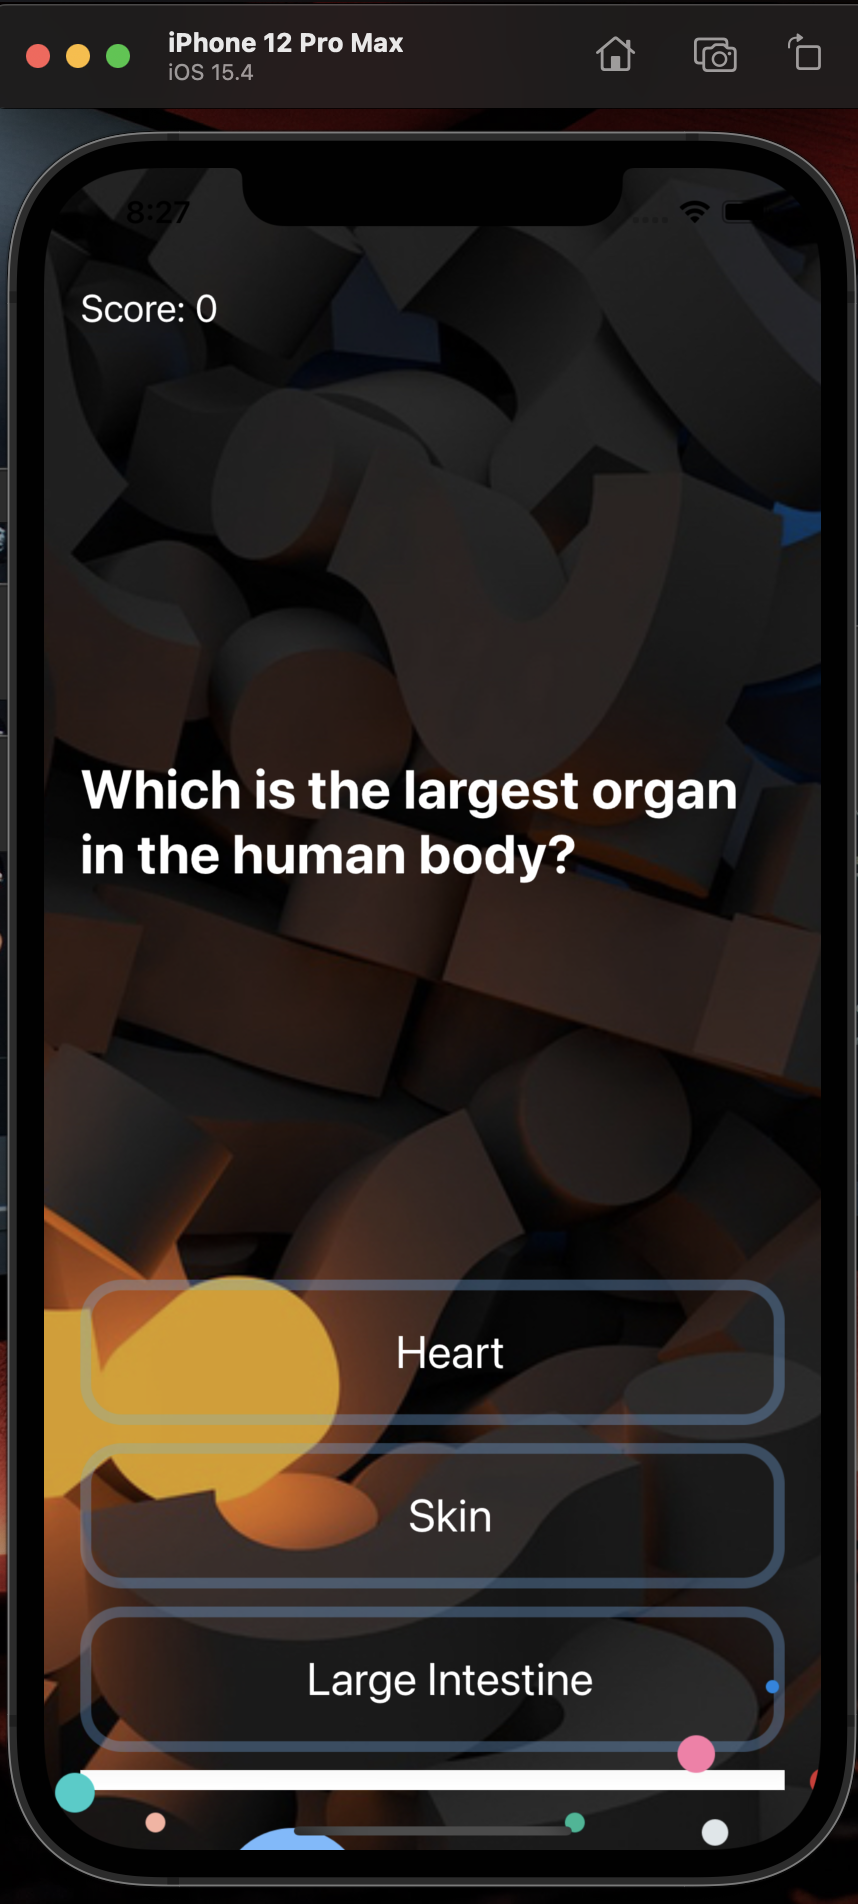 iPhone 12 Pro Max
iOS 15.4
8:27
Score: 0
Which is the largest organ
in the human body?
Heart
Skin
Large Intestine